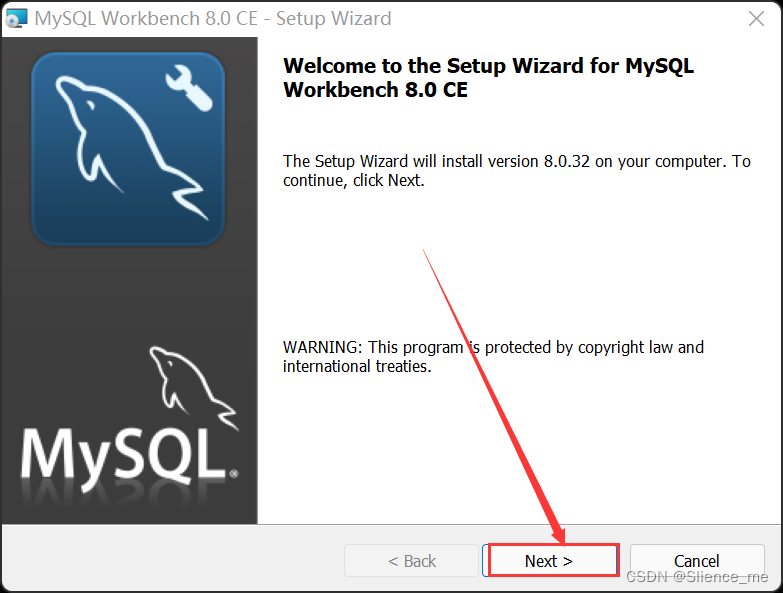 MySQL Workbench 8.0 CE - Setup Wizard
Welcome to the Setup Wizard for MySQL
Workbench 8.0 CE
The Setup Wizard will install version 8.0.32 on your computer. To
continue, click Next.
WARNING: This program is protected by copyright law and
international treaties.
MySQL®
< Back
Next >
Cancel
CSDN @Slience_me